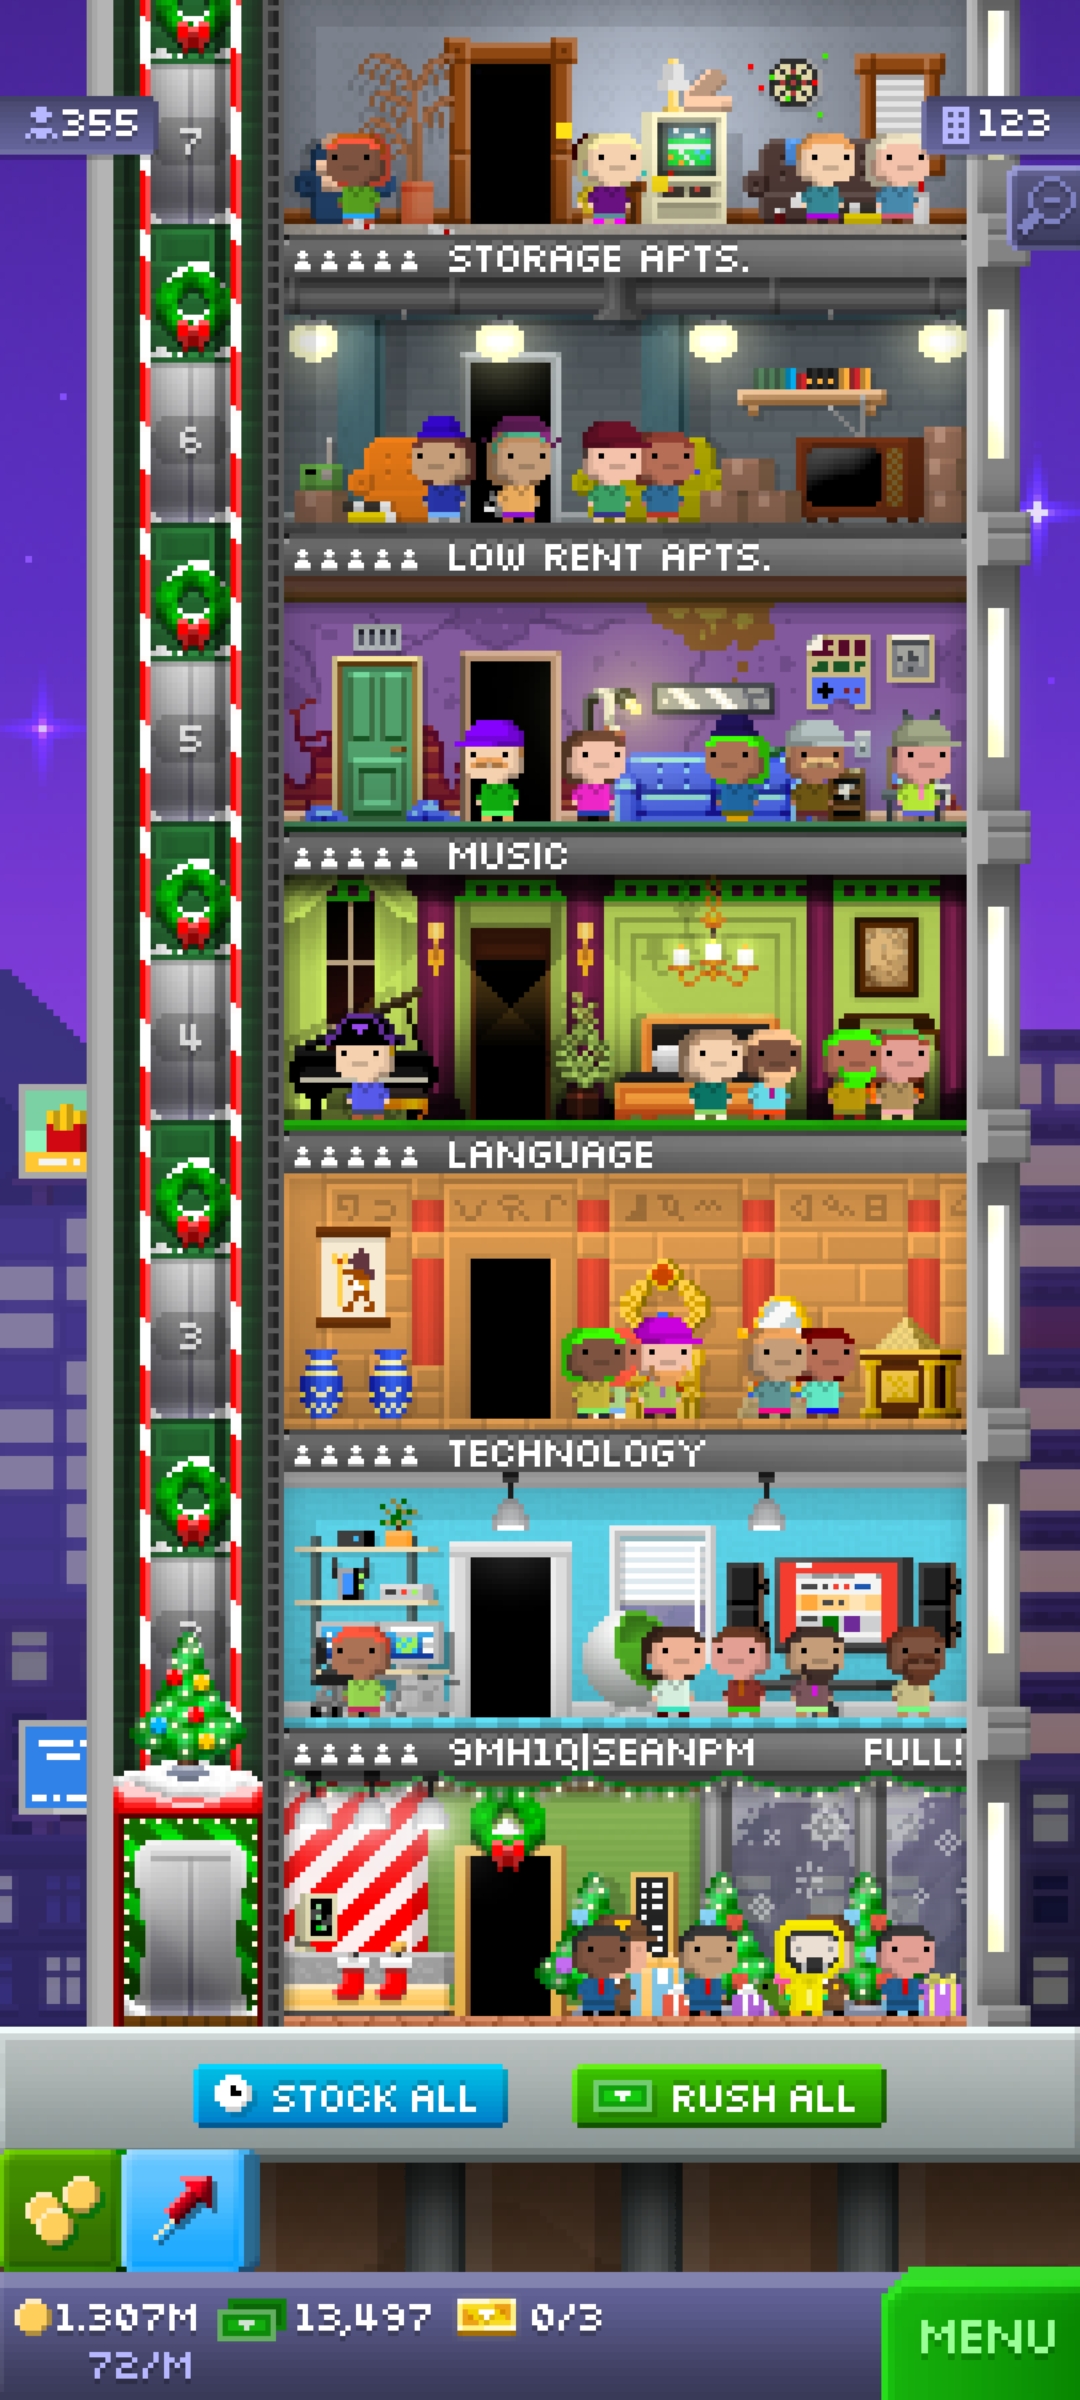 355
7
123
STORAGE APTS.
6
LOW RENT APTS.
5
MUSIC
4
LANGUAGE
3
TECHNOLOGY
9MH1Q|SEANPM FULL!
STOCK ALL
RUSH ALL
1.307M 13,497 0/3
72/M
MENU